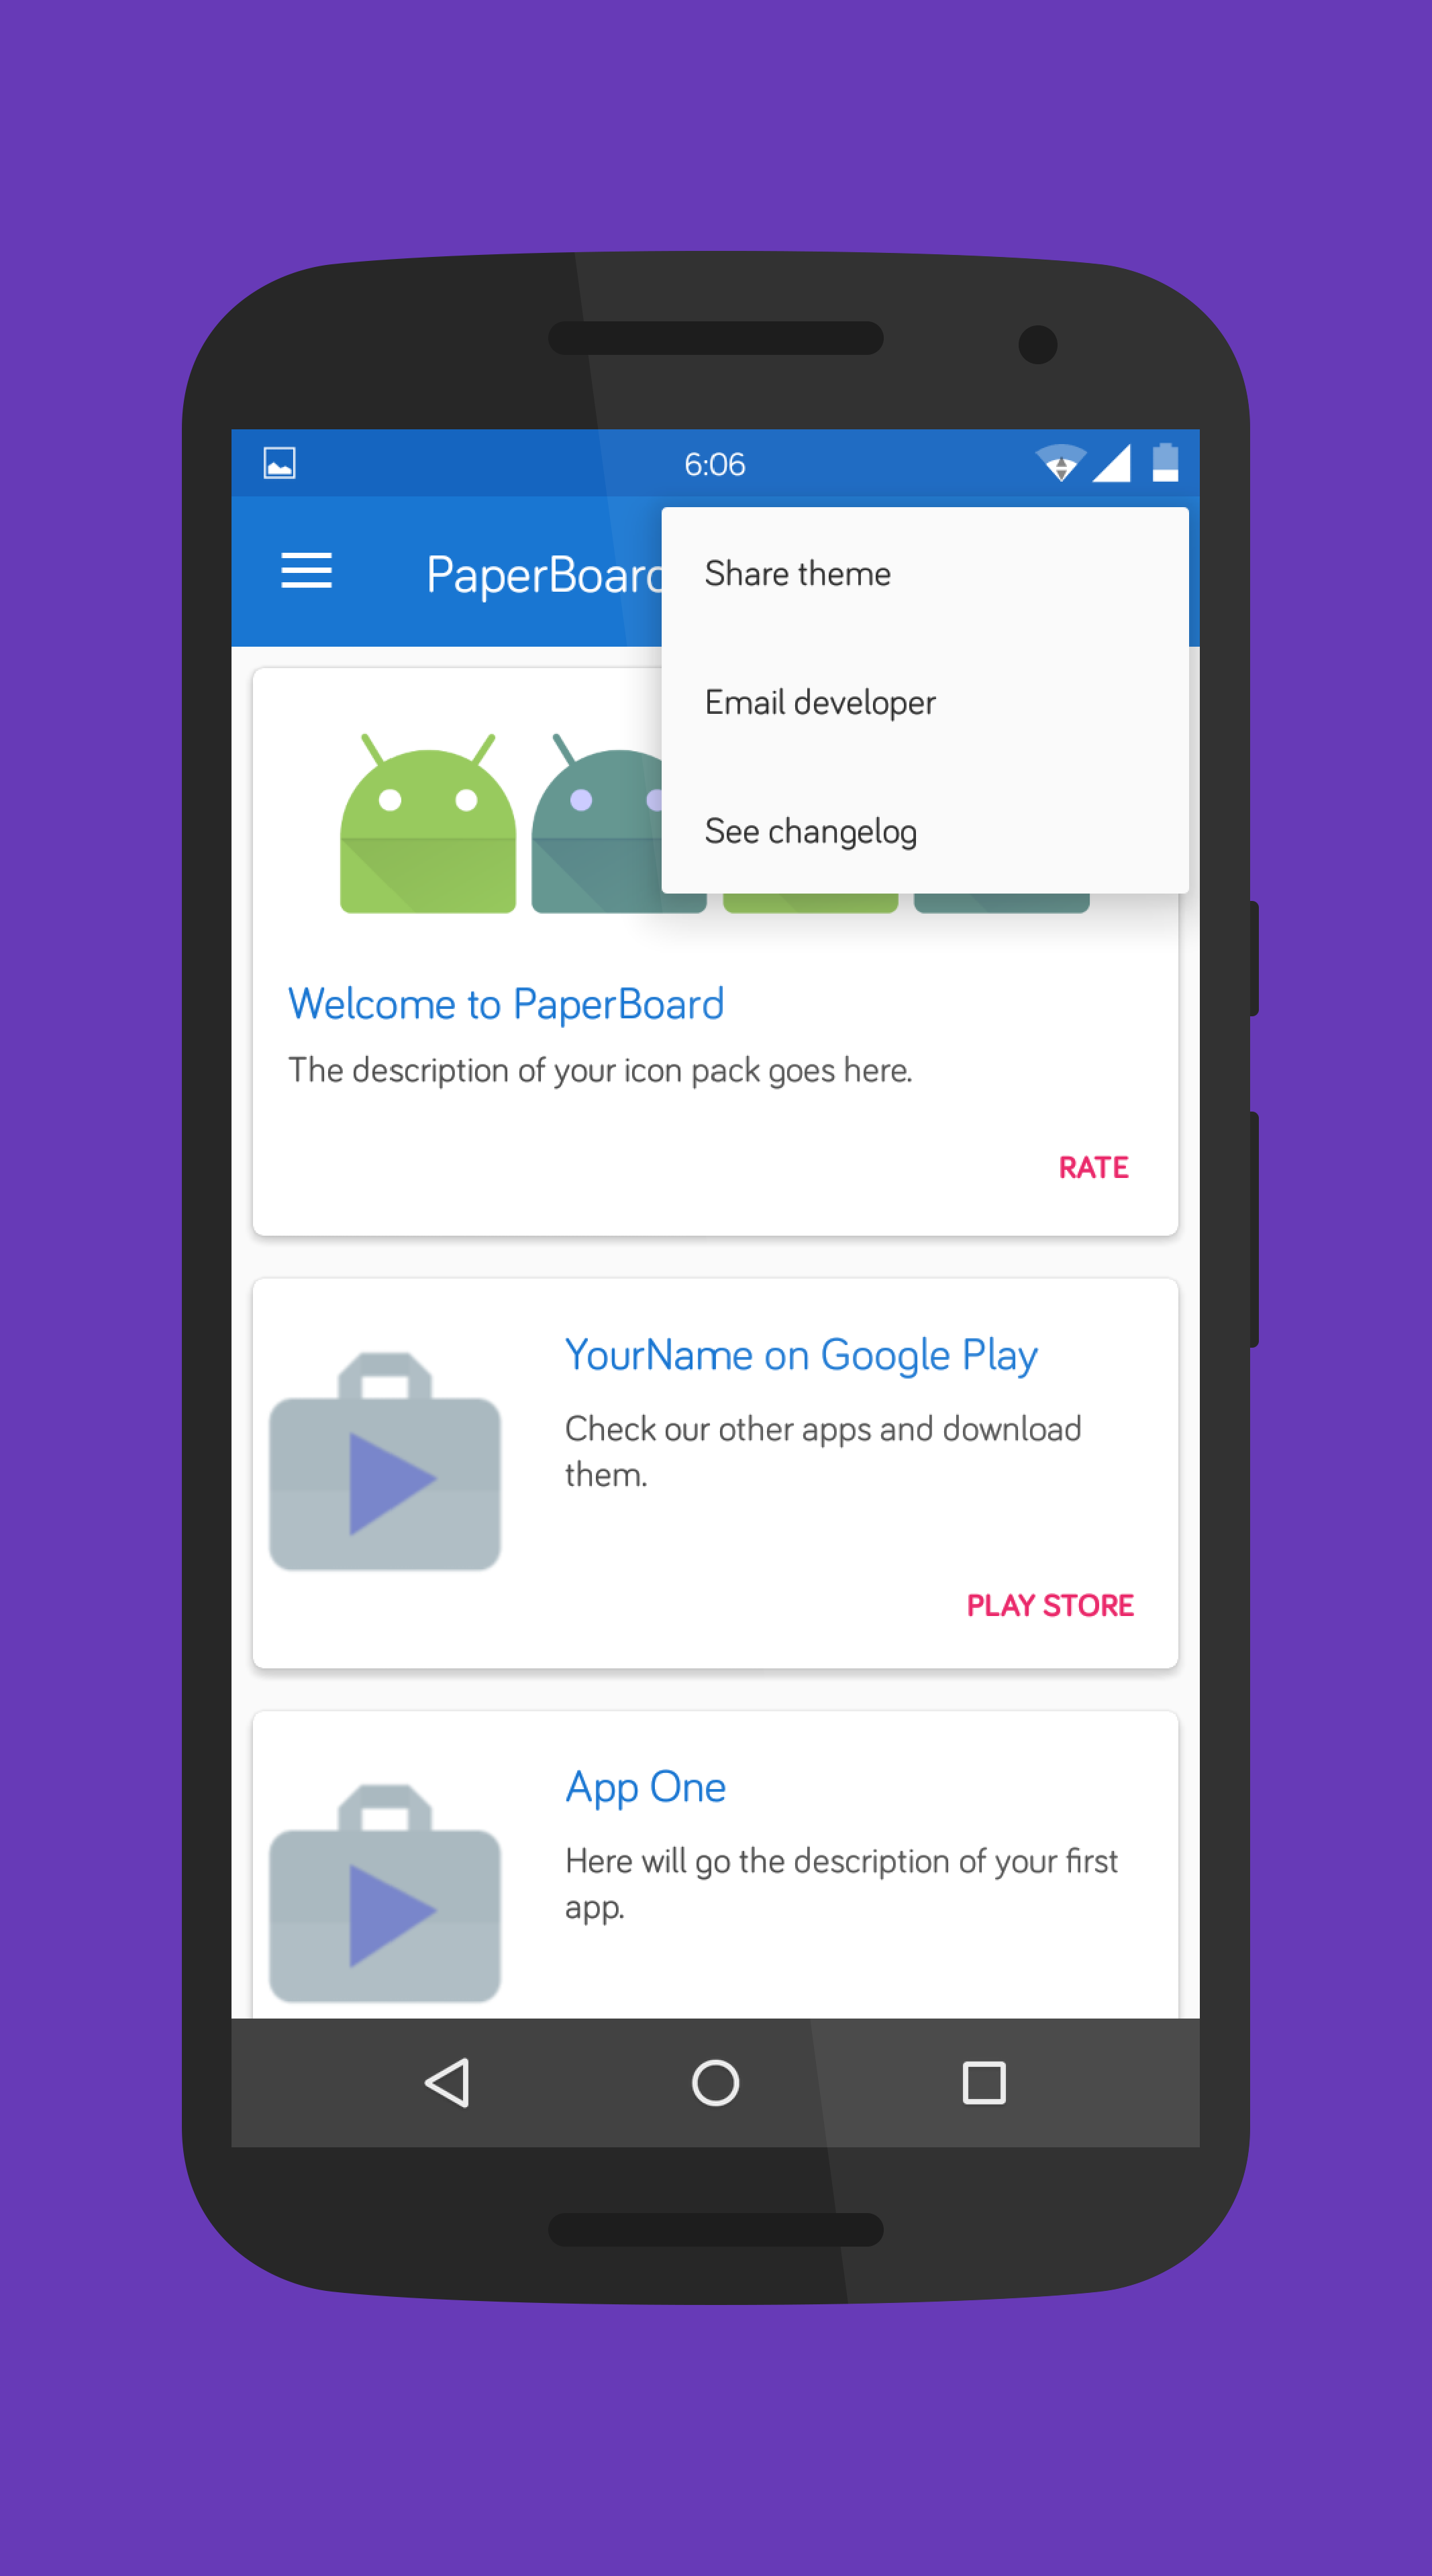 6:06
PaperBoard
Share theme
Email developer
See changelog
Welcome to PaperBoard
The description of your icon pack goes here.
RATE
YourName on Google Play
Check our other apps and download
them.
PLAY STORE
App One
Here will go the description of your first
app.